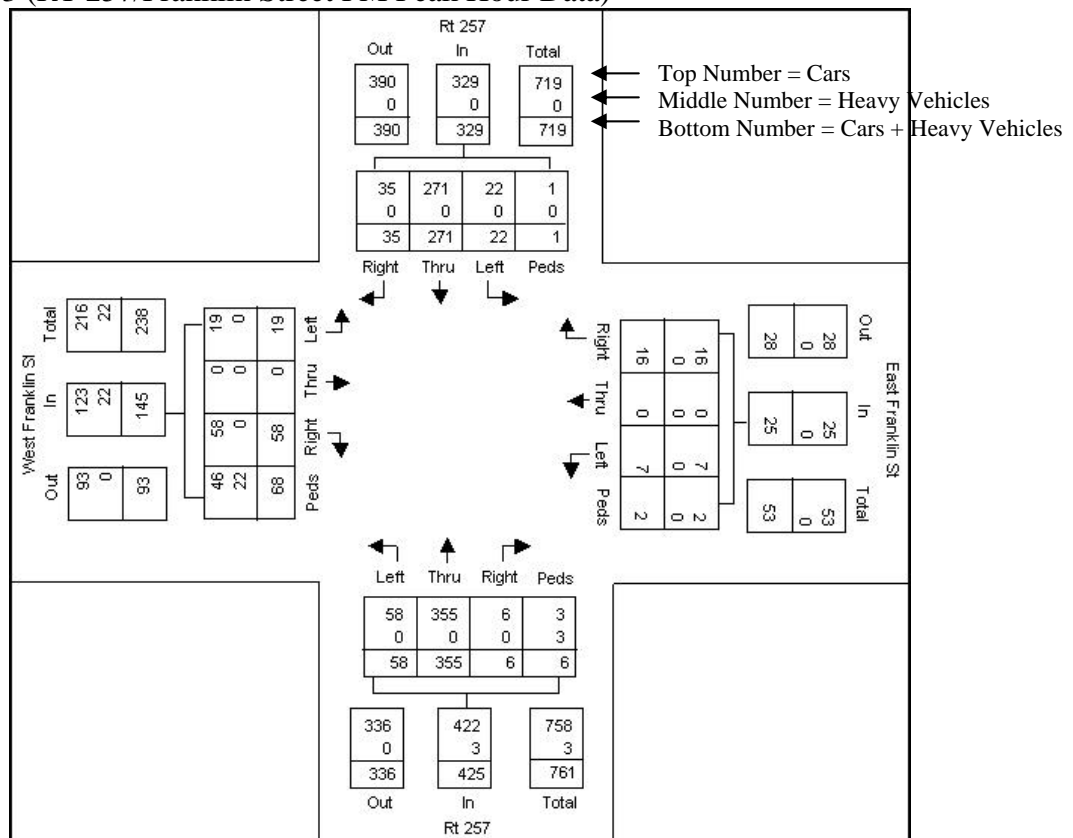 Rt 257
Out In Total
390 329 719
0 0 0
390 329 719
Top Number = Cars
Middle Number = Heavy Vehicles
Bottom Number = Cars + Heavy Vehicles
35 271 22 1
0 0 0 0
35 271 22 1
Right Thru Left Peds
West Franklin St
Total
216 22 238
In
123 22 145
Out
93 0 93
19 0 19 Left
0 0 0 Thru
58 0 58 Right
46 22 68 Peds
Right 16 0 16
Thru 0 0 0
Left 7 0 7
Peds 2 0 2
Out
28 0 28
In
25 0 25
Total
53 0 53
East Franklin St
Left Thru Right Peds
58 355 6 3
0 0 0 3
58 355 6 6
336 422 758
0 3 3
336 425 761
Out In Total
Rt 257